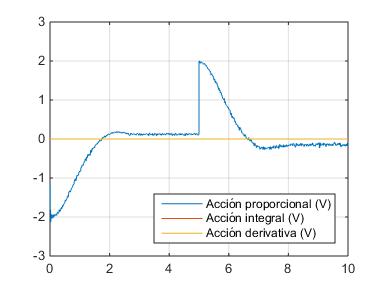 3
2
1
0
-1
-2
-3
Acción proporcional (V)
Acción integral (V)
Acción derivativa (V)
0 2 4 6 8 10